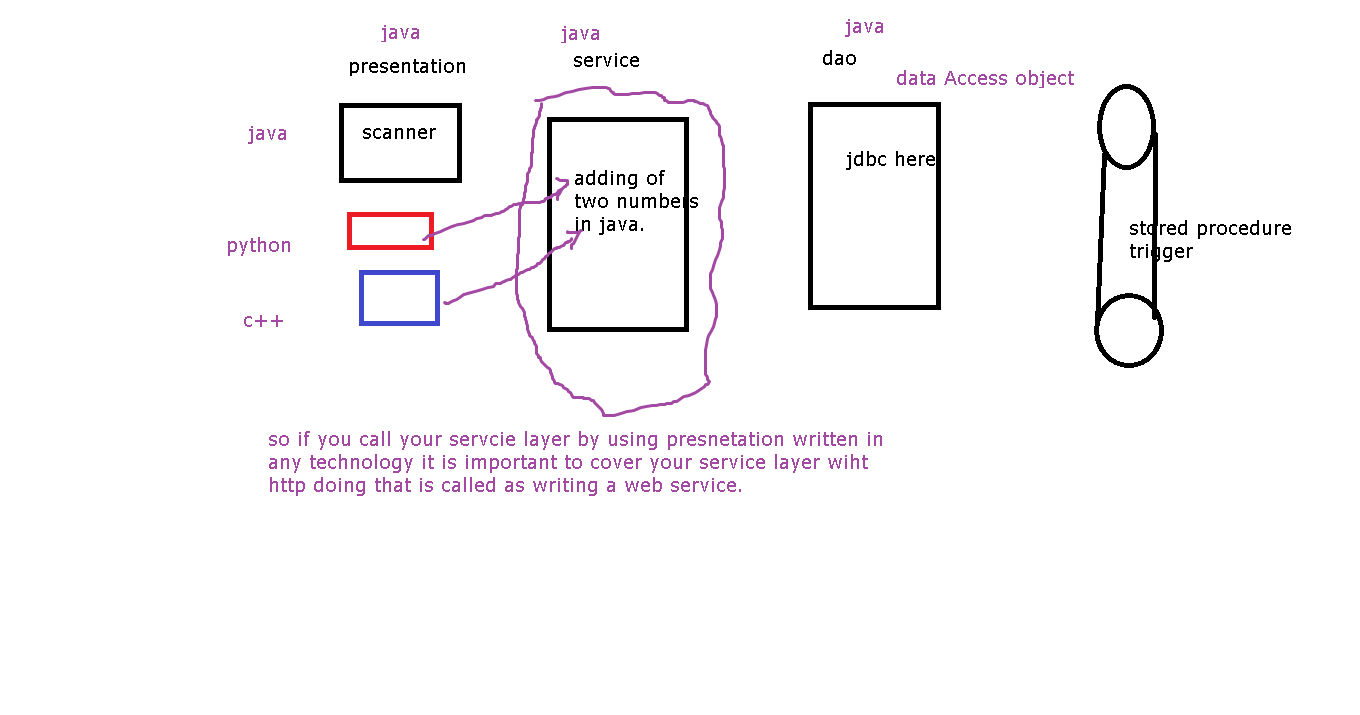 java
java
java
presentation
service
dao
data Access object
java
scanner
jdbc here
adding of
two numbers
in java.
python
stored procedure
trigger
c++
so if you call your servcie layer by using presnetation written in
any technology it is important to cover your service layer wiht
http doing that is called as writing a web service.